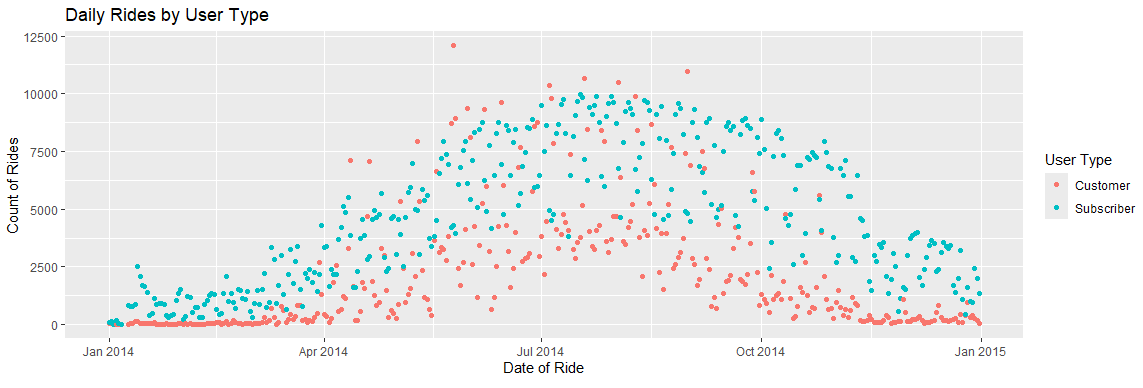 Daily Rides by User Type
12500
10000
7500
5000
2500
0
Count of Rides
Jan 2014 Apr 2014 Jul 2014 Oct 2014 Jan 2015
Date of Ride
User Type
Customer
Subscriber